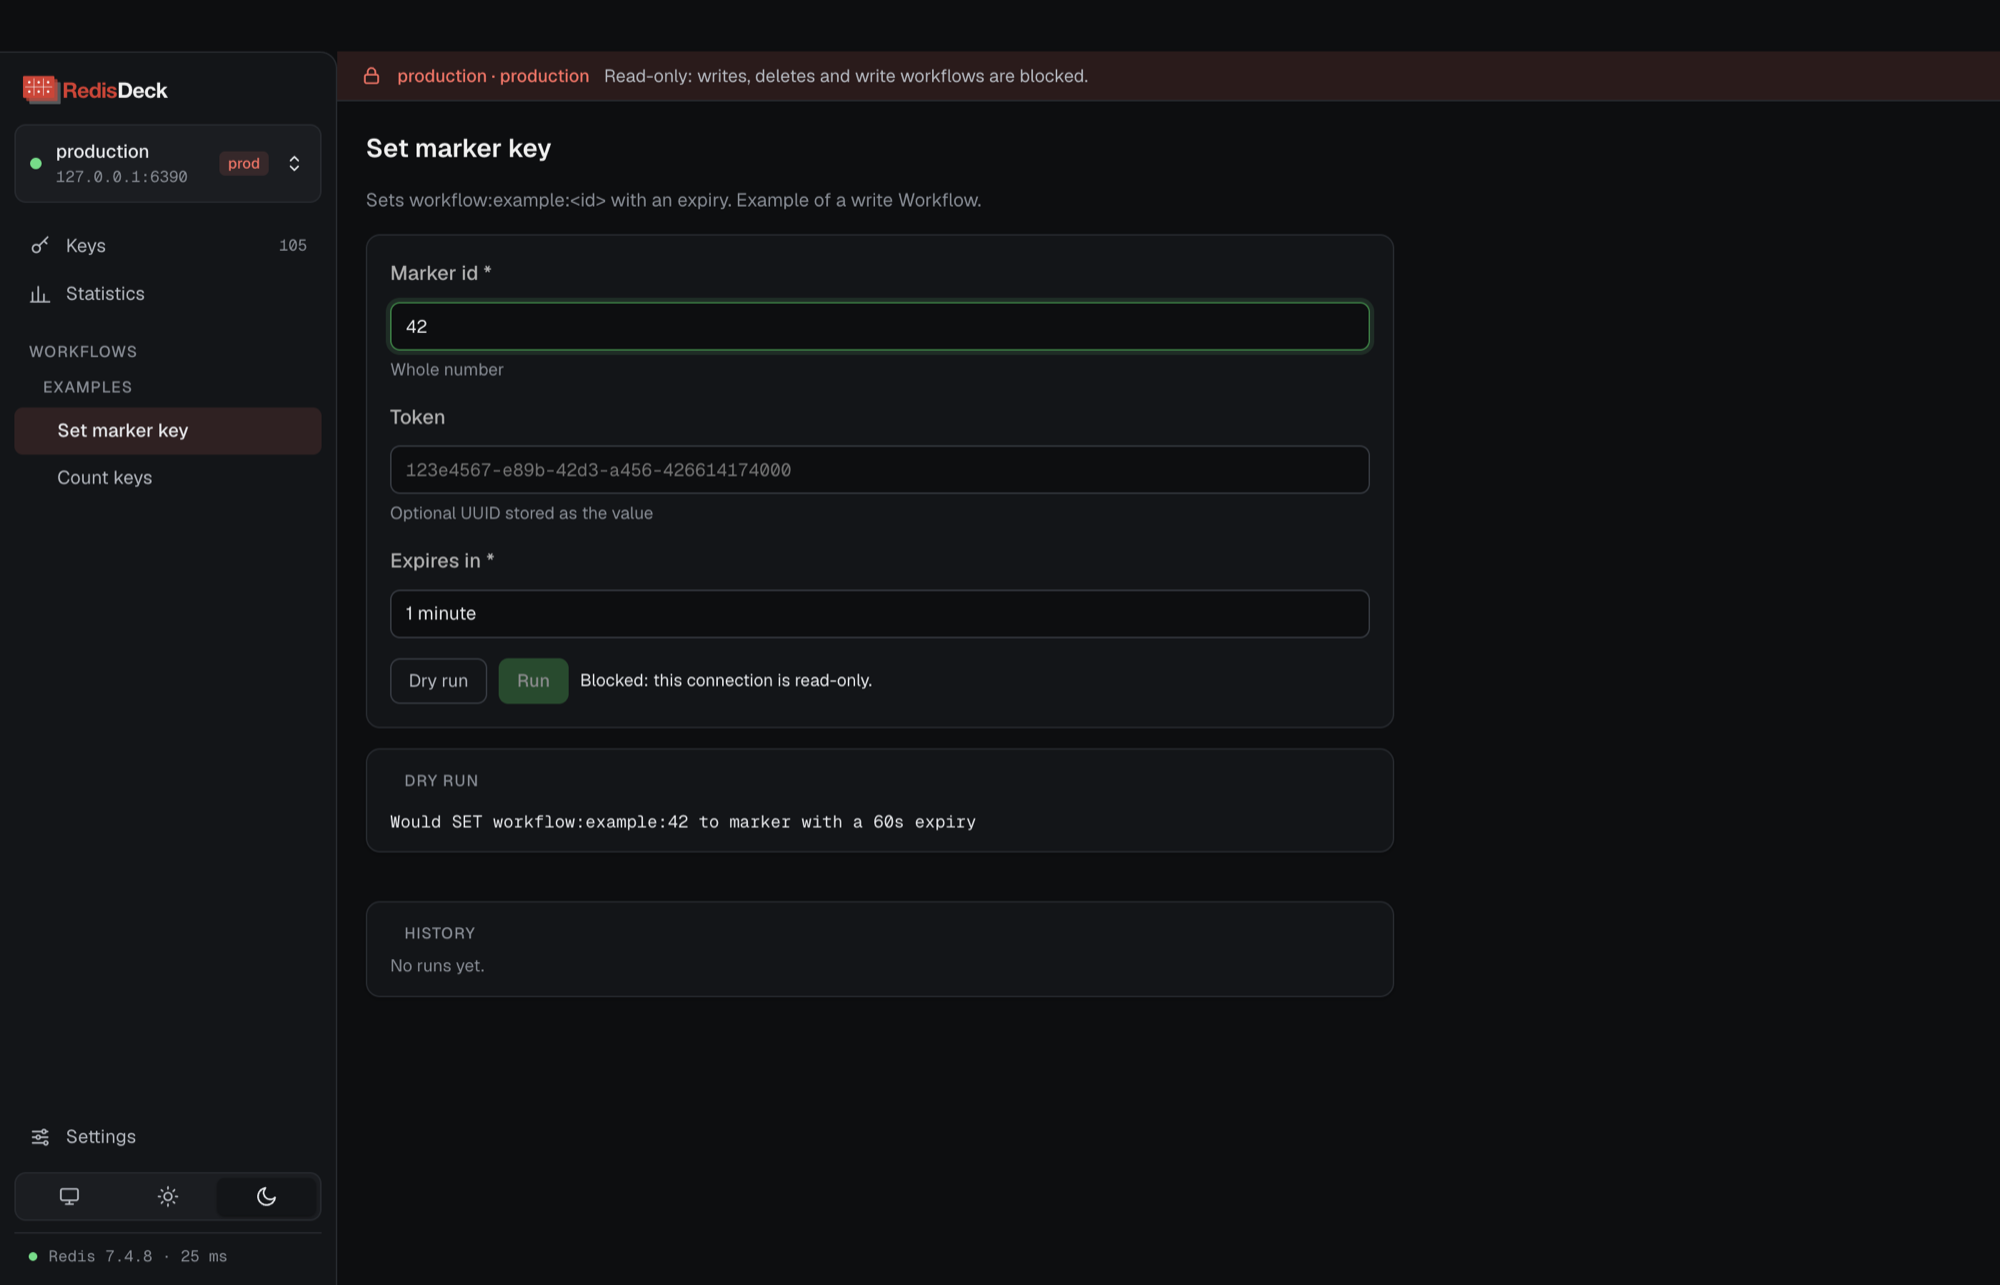 RedisDeck
production
127.0.0.1:6390
prod
Keys 105
Statistics
WORKFLOWS
EXAMPLES
Set marker key
Count keys
Settings
Redis 7.4.8 · 25 ms
production · production Read-only: writes, deletes and write workflows are blocked.
Set marker key
Sets workflow:example:<id> with an expiry. Example of a write Workflow.
Marker id *
42
Whole number
Token
123e4567-e89b-42d3-a456-426614174000
Optional UUID stored as the value
Expires in *
1 minute
Dry run Run Blocked: this connection is read-only.
DRY RUN
Would SET workflow:example:42 to marker with a 60s expiry
HISTORY
No runs yet.